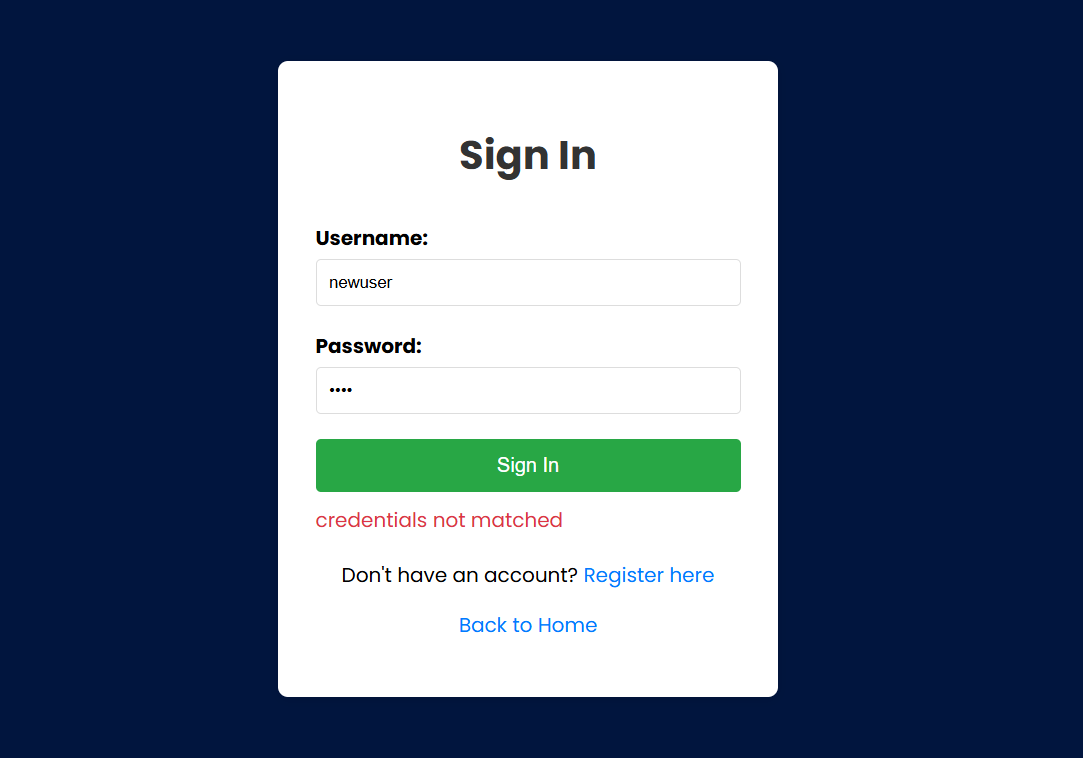 Sign In
Username:
newuser
Password:
••••
Sign In
credentials not matched
Don't have an account? Register here
Back to Home